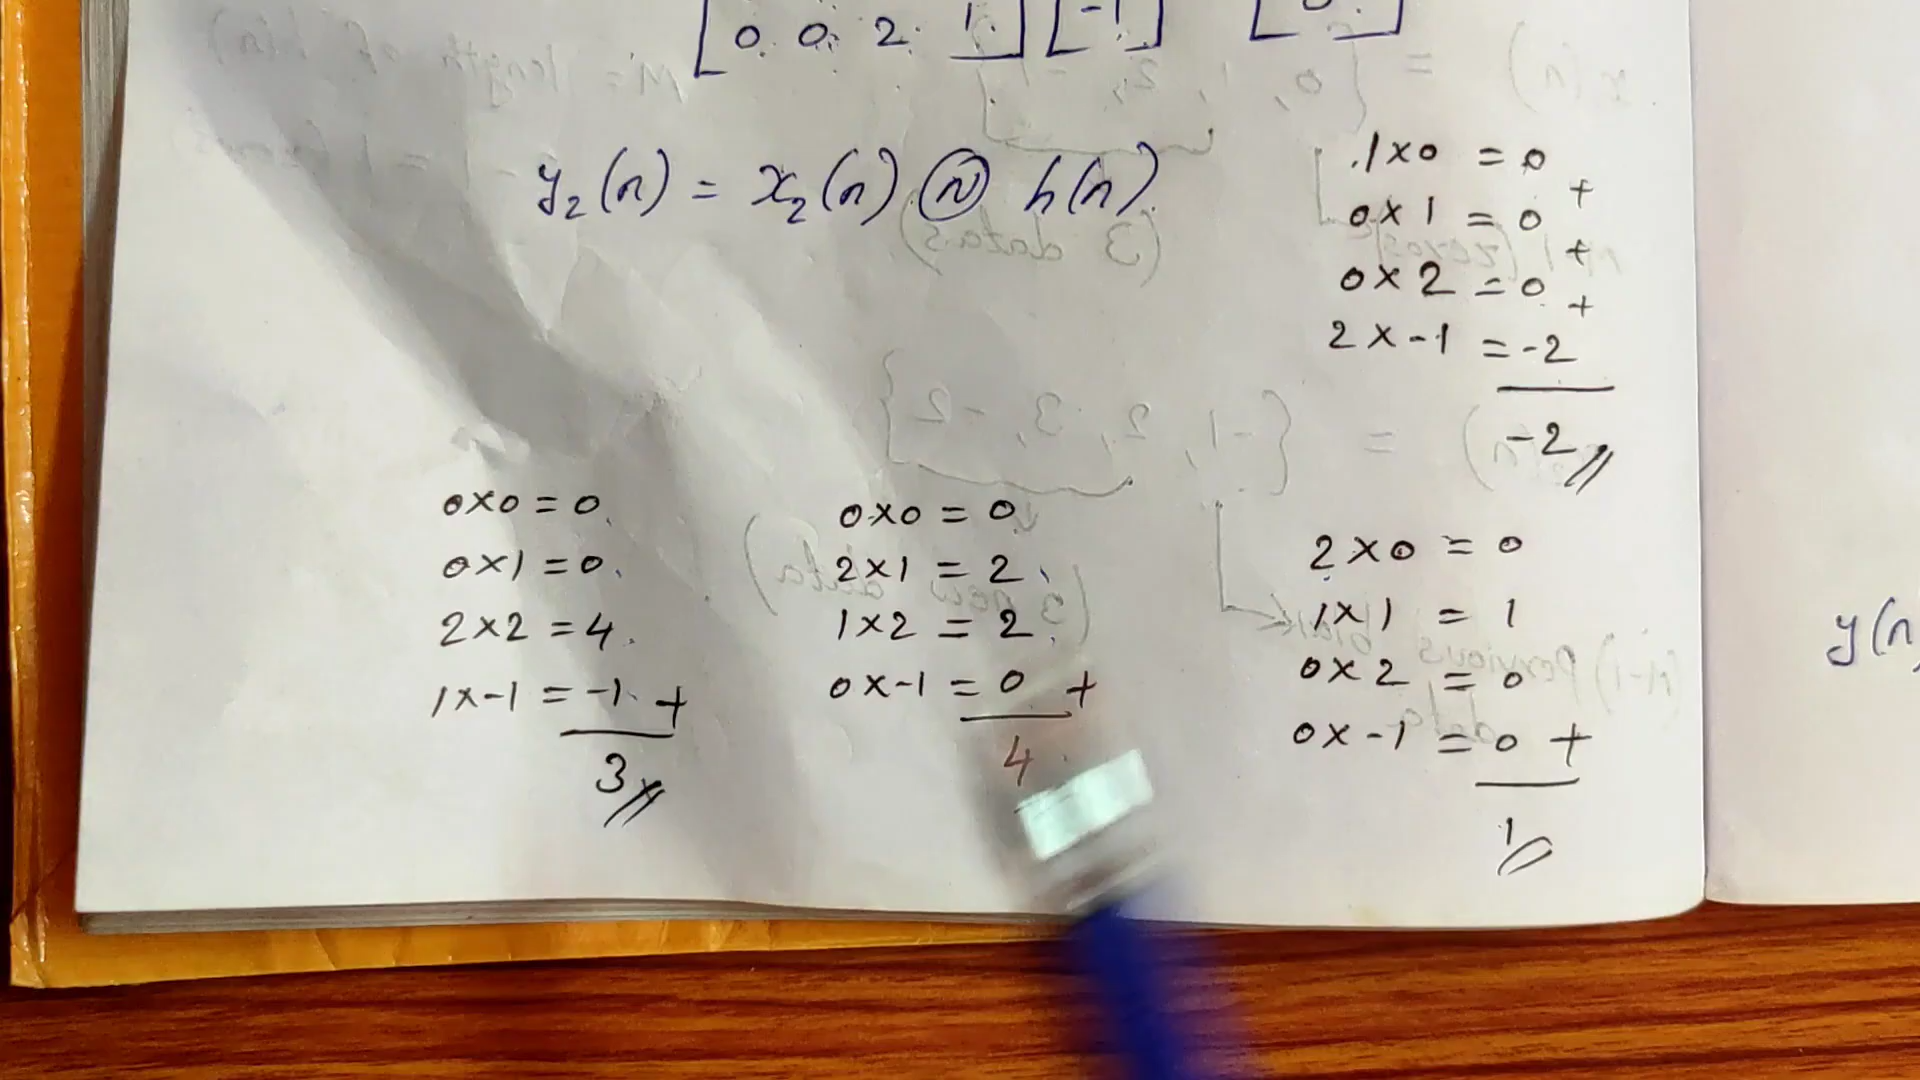 [0. 0. 2. 1.] [-1] [0.]
y₂(n) = x₂(n) Ⓝ h(n).
.1x0 = 0 +
0x1 = 0 +
0x2 = 0 +
2x-1 = -2
-2//
0x0 = 0.
0x1 = 0.
2x2 = 4.
1x-1 = -1. +
3//
0x0 = 0.
2x1 = 2.
1x2 = 2.
0x-1 = 0 +
4.
2x0 = 0
1x1 = 1
0x2 = 0
0x-1 = 0 +
1//
y(n